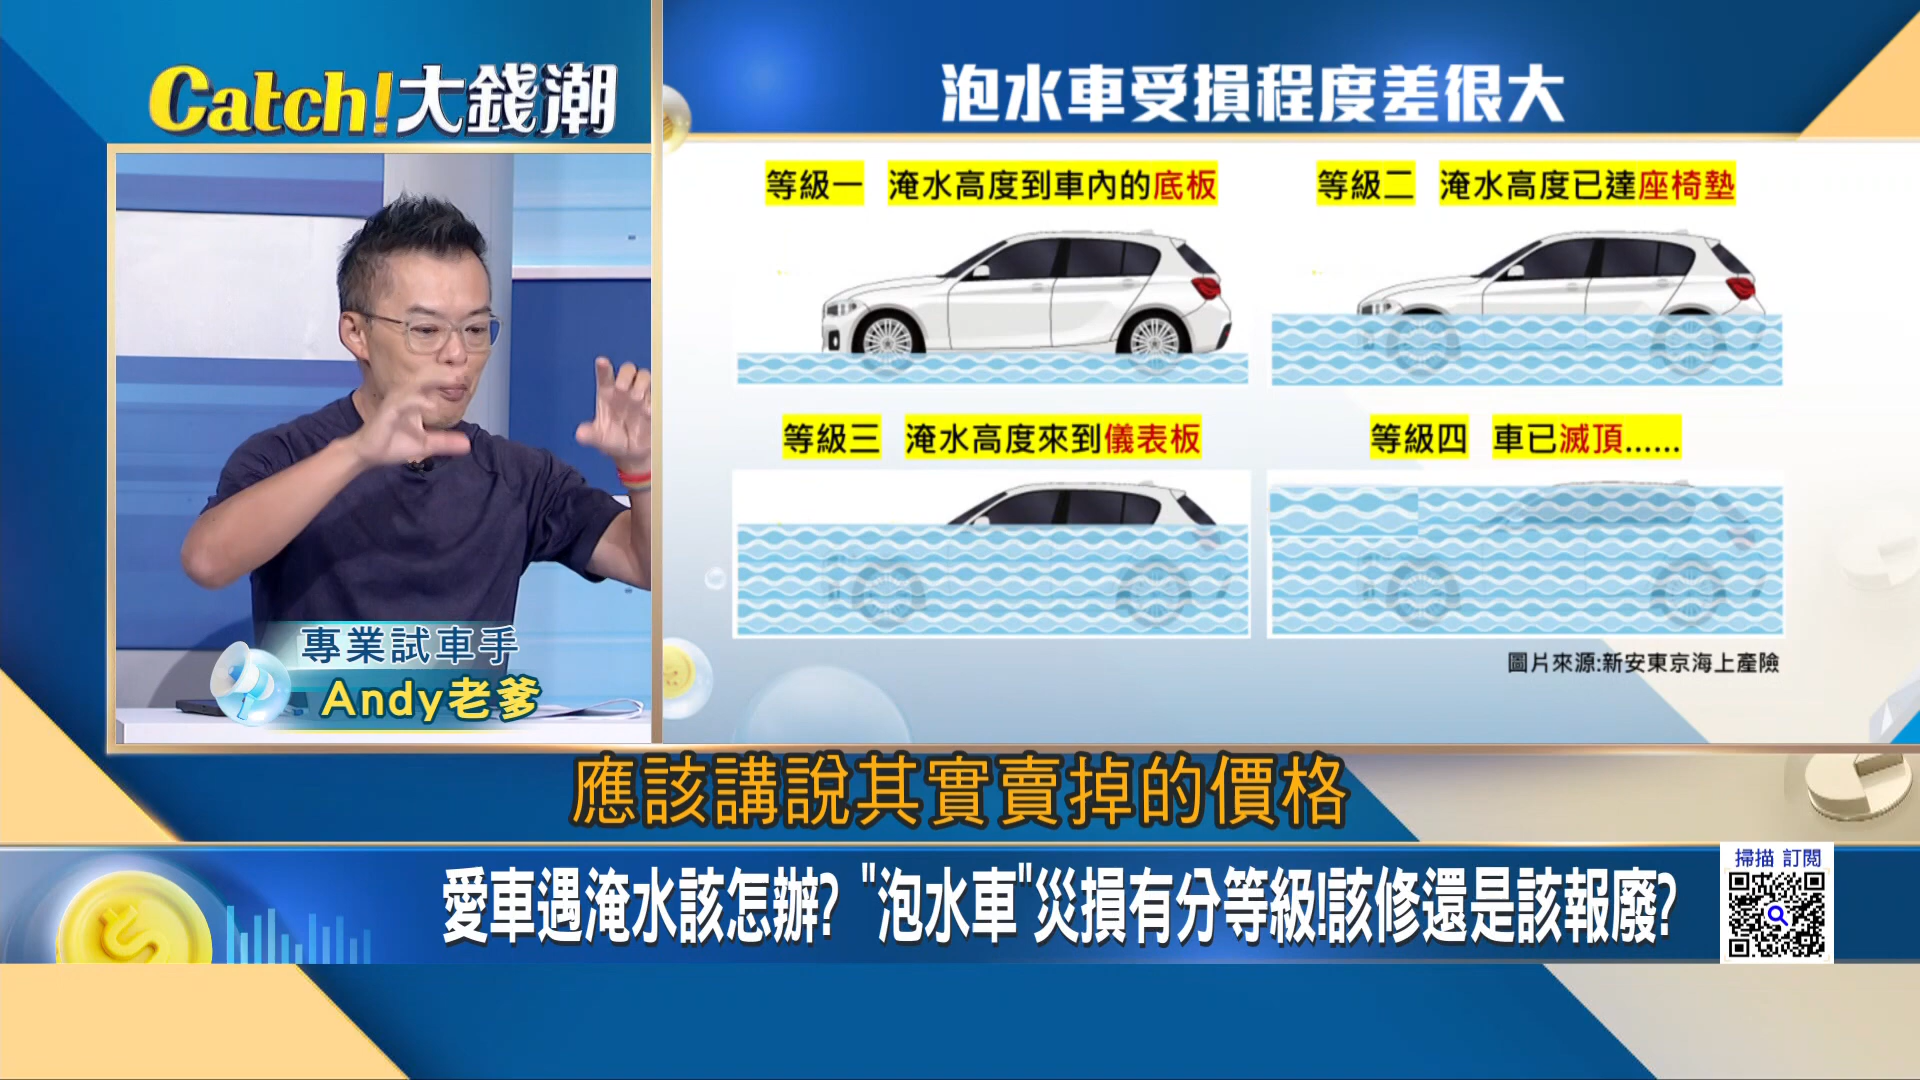 Catch!大錢潮
泡水車受損程度差很大
等級一 淹水高度到車內的底板
等級二 淹水高度已達座椅墊
等級三 淹水高度來到儀表板
等級四 車已滅頂......
圖片來源:新安東京海上產險
專業試車手
Andy老爹
應該講說其實賣掉的價格
愛車遇淹水該怎辦? "泡水車"災損有分等級!該修還是該報廢?
掃描 訂閱